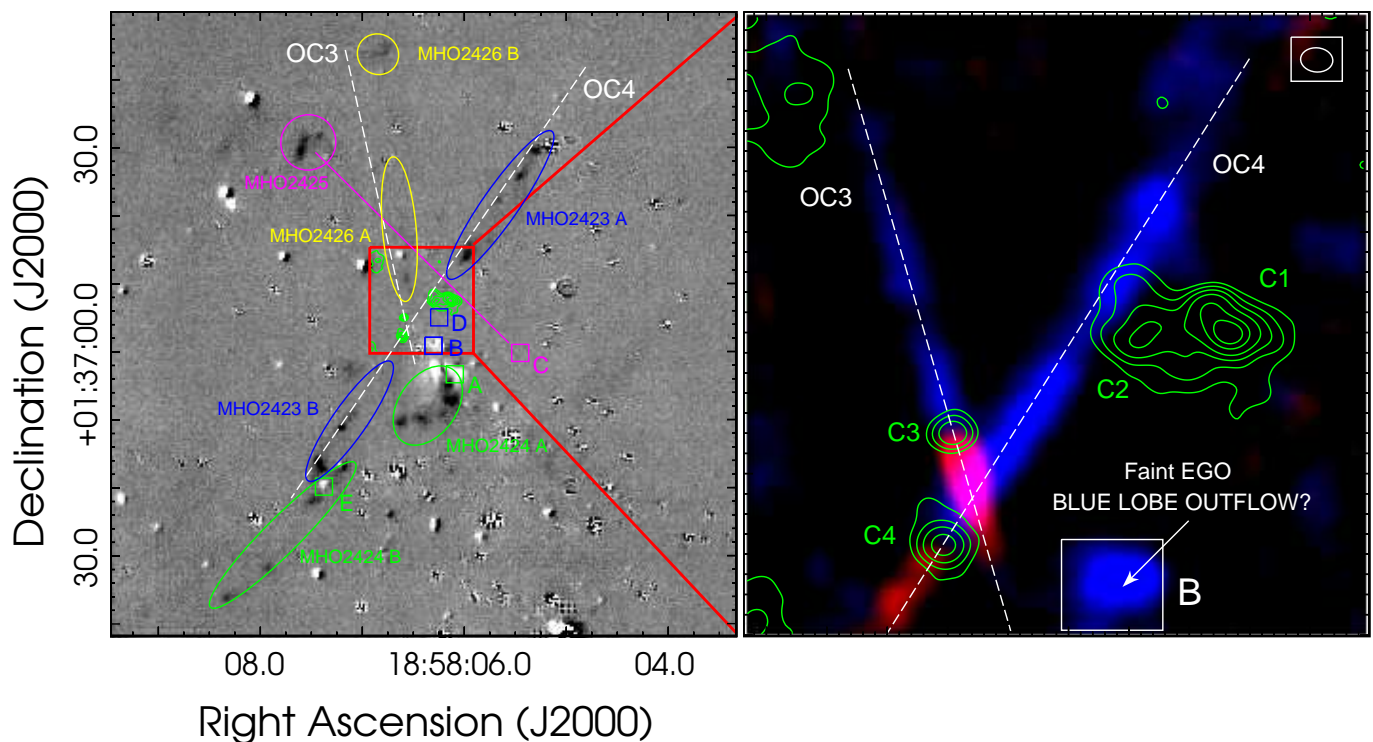 OC3
MHO2426 B
OC4
MHO2425
MHO2426 A
MHO2423 A
D
B
C
A
MHO2423 B
MHO2424 A
E
MHO2424 B
30.0
+01:37:00.0
30.0
08.0
18:58:06.0
04.0
Declination (J2000)
Right Ascension (J2000)
OC3
OC4
C1
C2
C3
C4
Faint EGO
BLUE LOBE OUTFLOW?
B